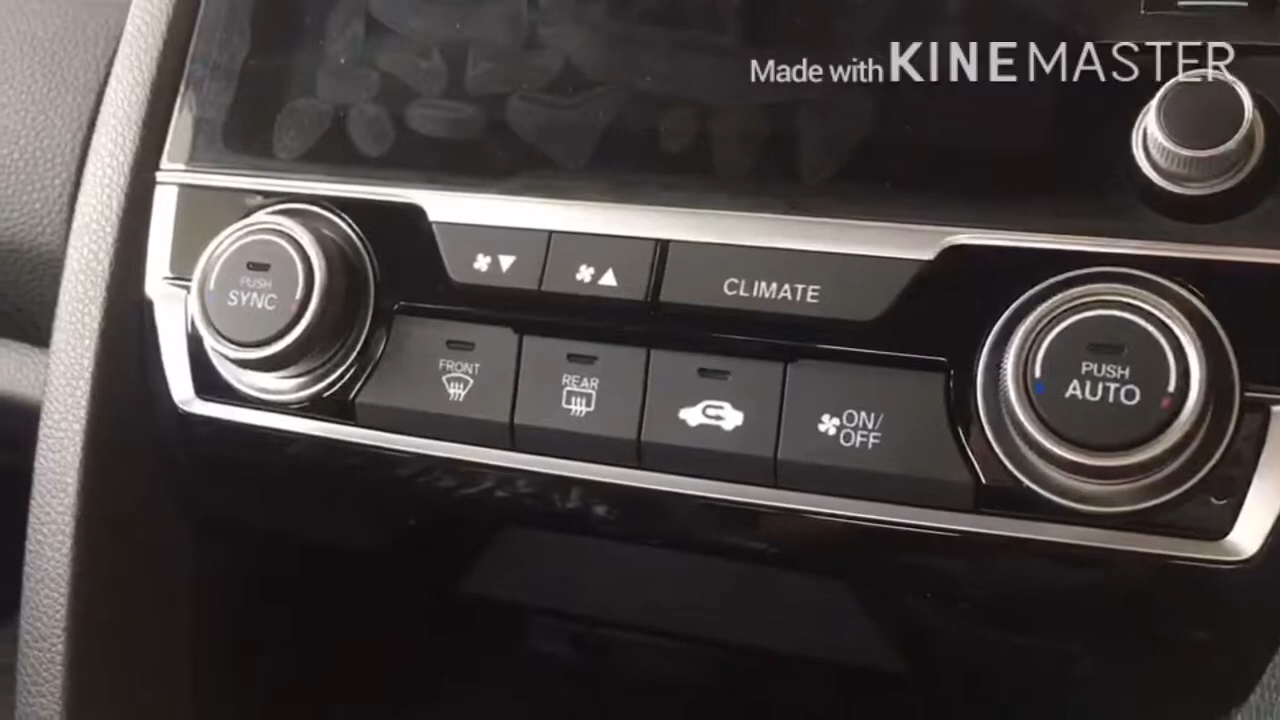 Made with KINEMASTER
PUSH
SYNC
CLIMATE
FRONT
REAR
ON/
OFF
PUSH
AUTO